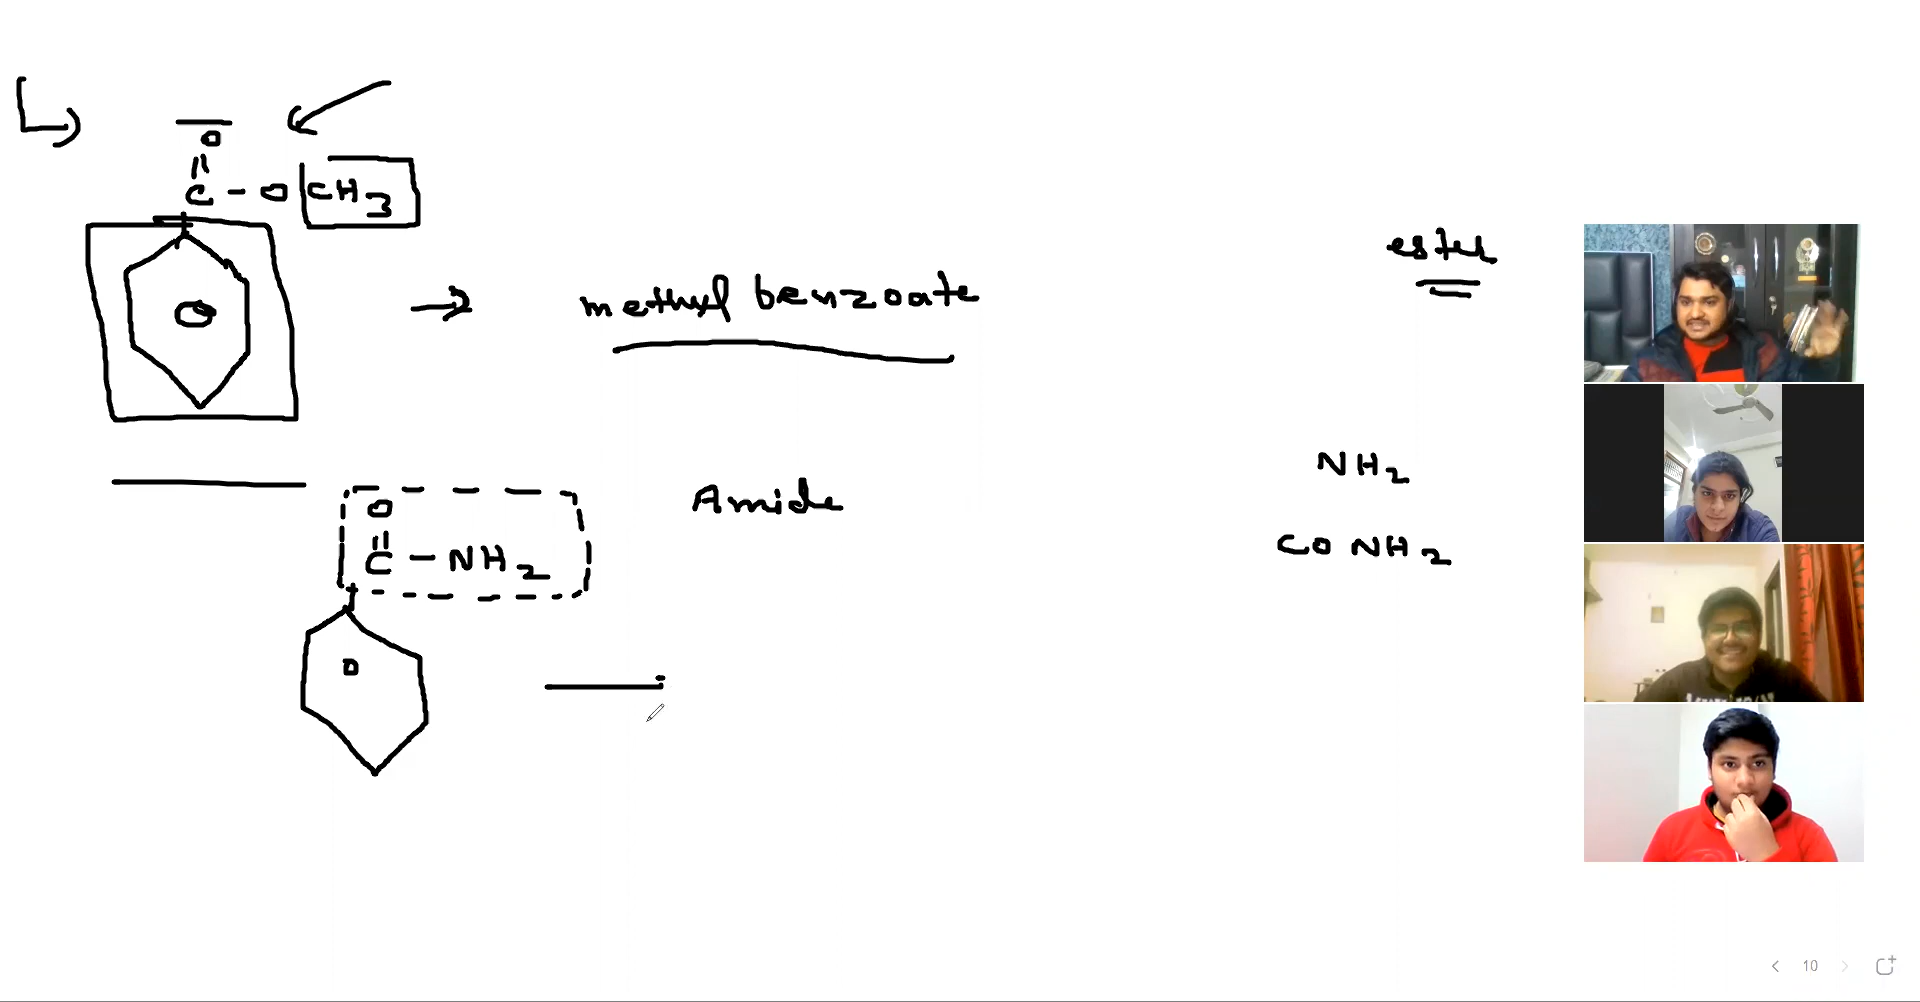 O
||
C - O CH3
ester
methyl benzoate
NH2
Amide
O
||
C - NH2
CO NH2
10